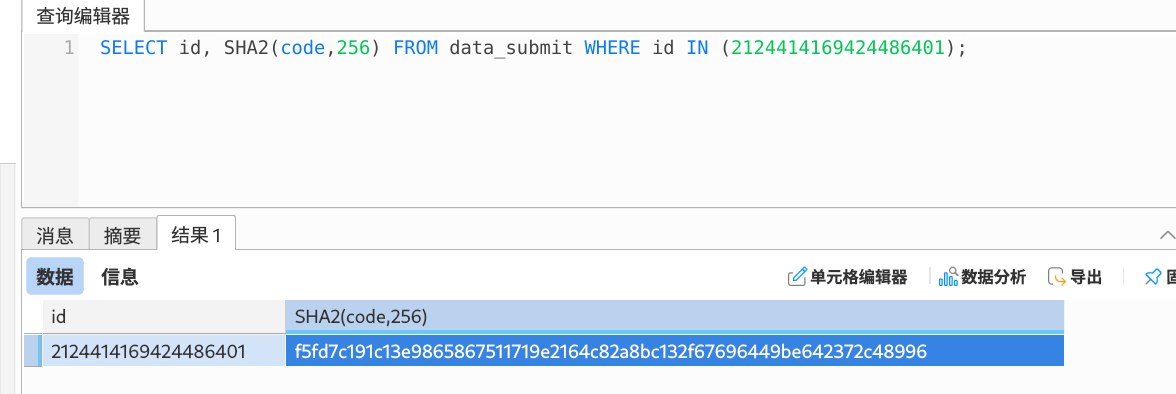 查询编辑器
1 SELECT id, SHA2(code,256) FROM data_submit WHERE id IN (2124414169424486401);
消息 摘要 结果 1
数据 信息 单元格编辑器 数据分析 导出
id SHA2(code,256)
2124414169424486401 f5fd7c191c13e9865867511719e2164c82a8bc132f67696449be642372c48996